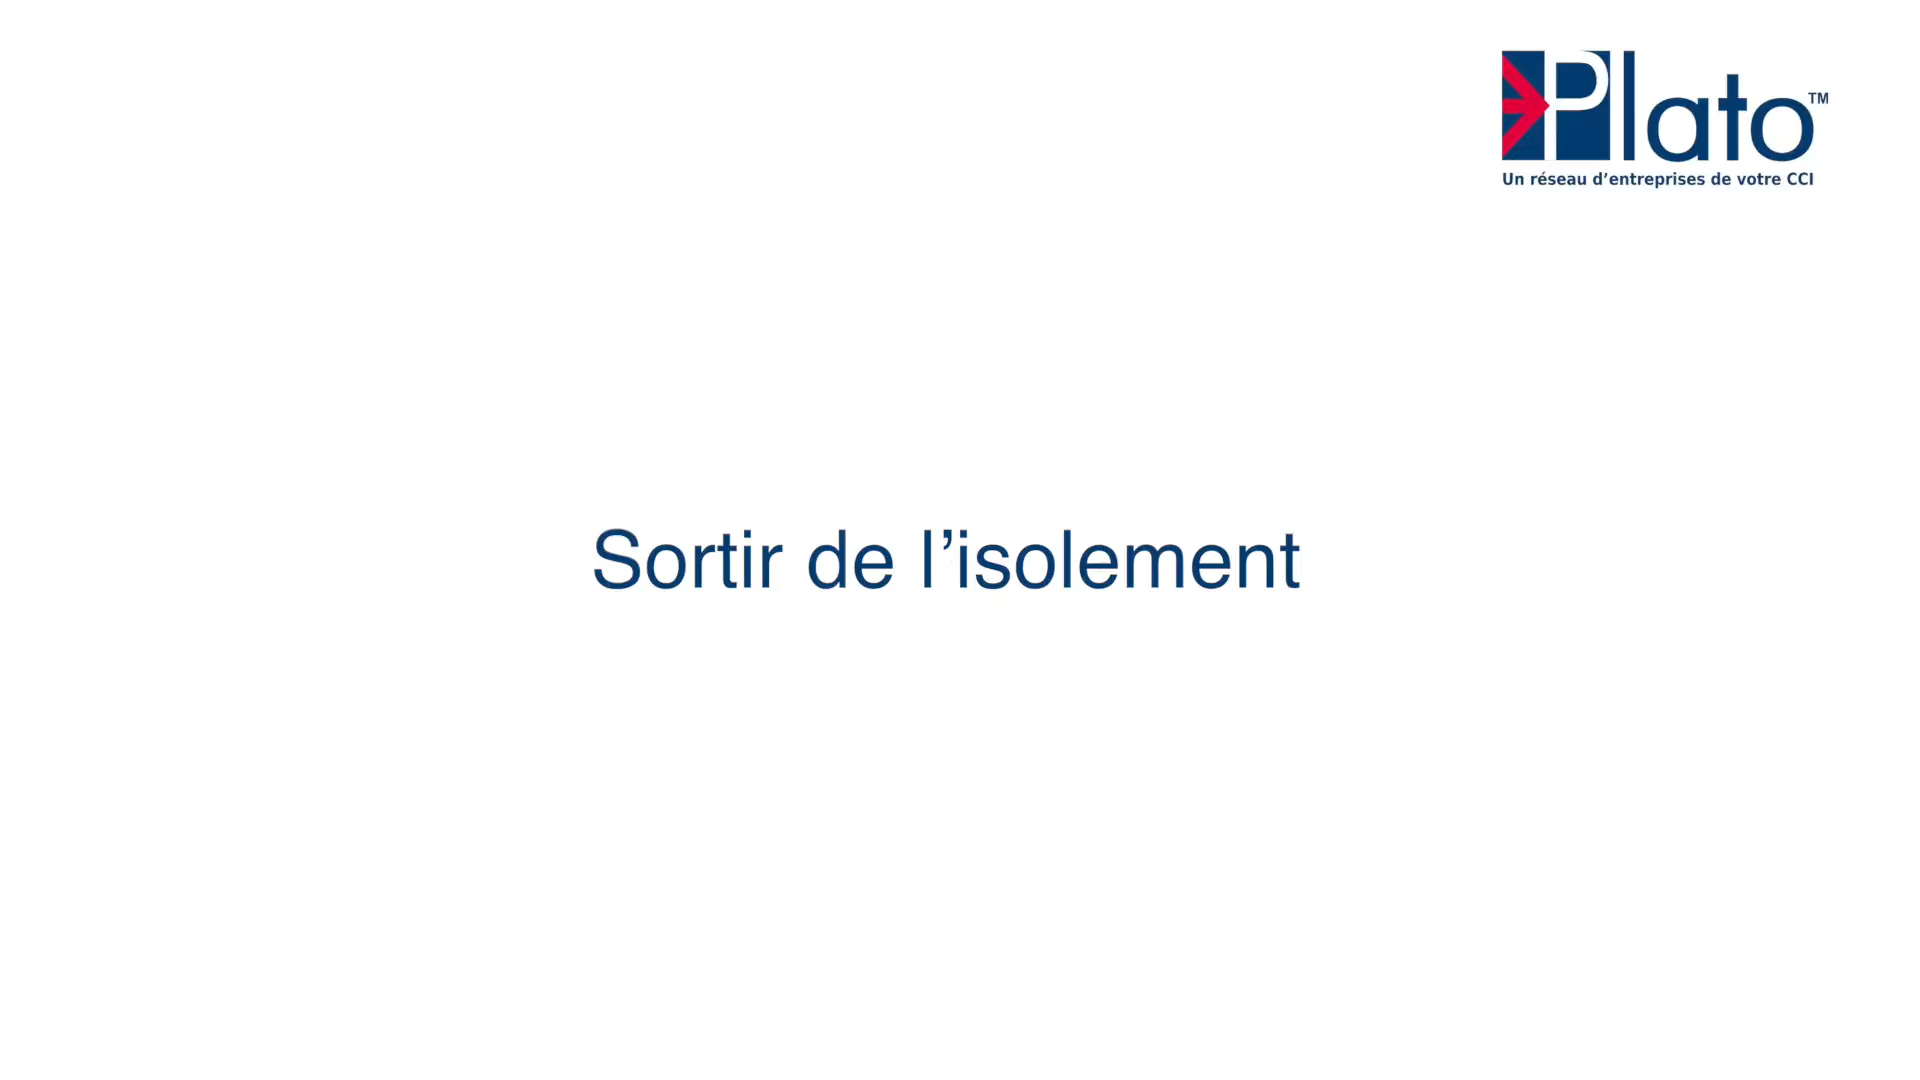 Plato™
Un réseau d’entreprises de votre CCI
Sortir de l’isolement